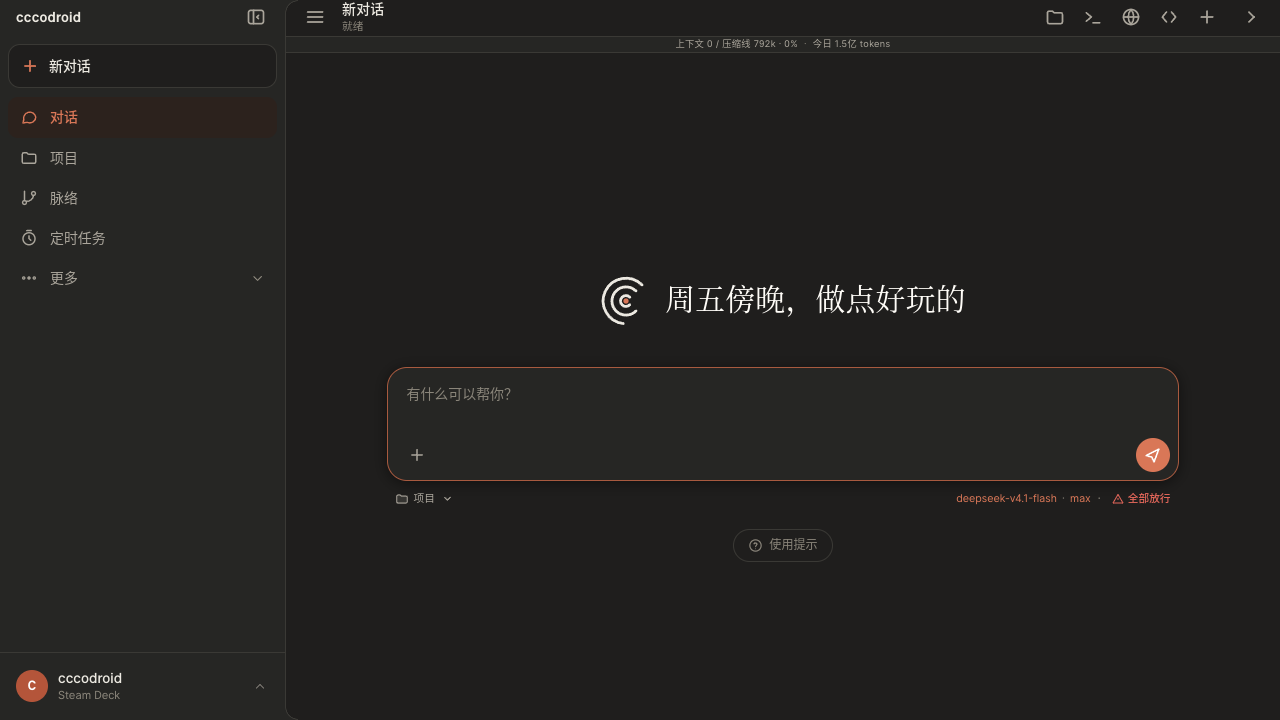 cccodroid
新对话
对话
项目
脉络
定时任务
更多
cccodroid
C
Steam Deck
新对话
就绪
上下文 0 / 压缩线 792k · 0% · 今日 1.5亿 tokens
周五傍晚，做点好玩的
有什么可以帮你？
项目
deepseek-v4.1-flash · max · 全部放行
使用提示